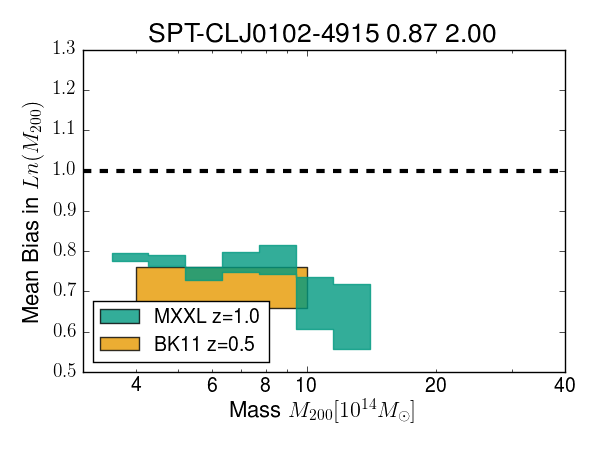 SPT-CLJ0102-4915 0.87 2.00
1.3
1.2
1.1
1.0
0.9
0.8
0.7
0.6
0.5
Mean Bias in Ln(M200)
MXXL z=1.0
BK11 z=0.5
4 6 8 10 20 40
Mass M200[10^14 M⊙]